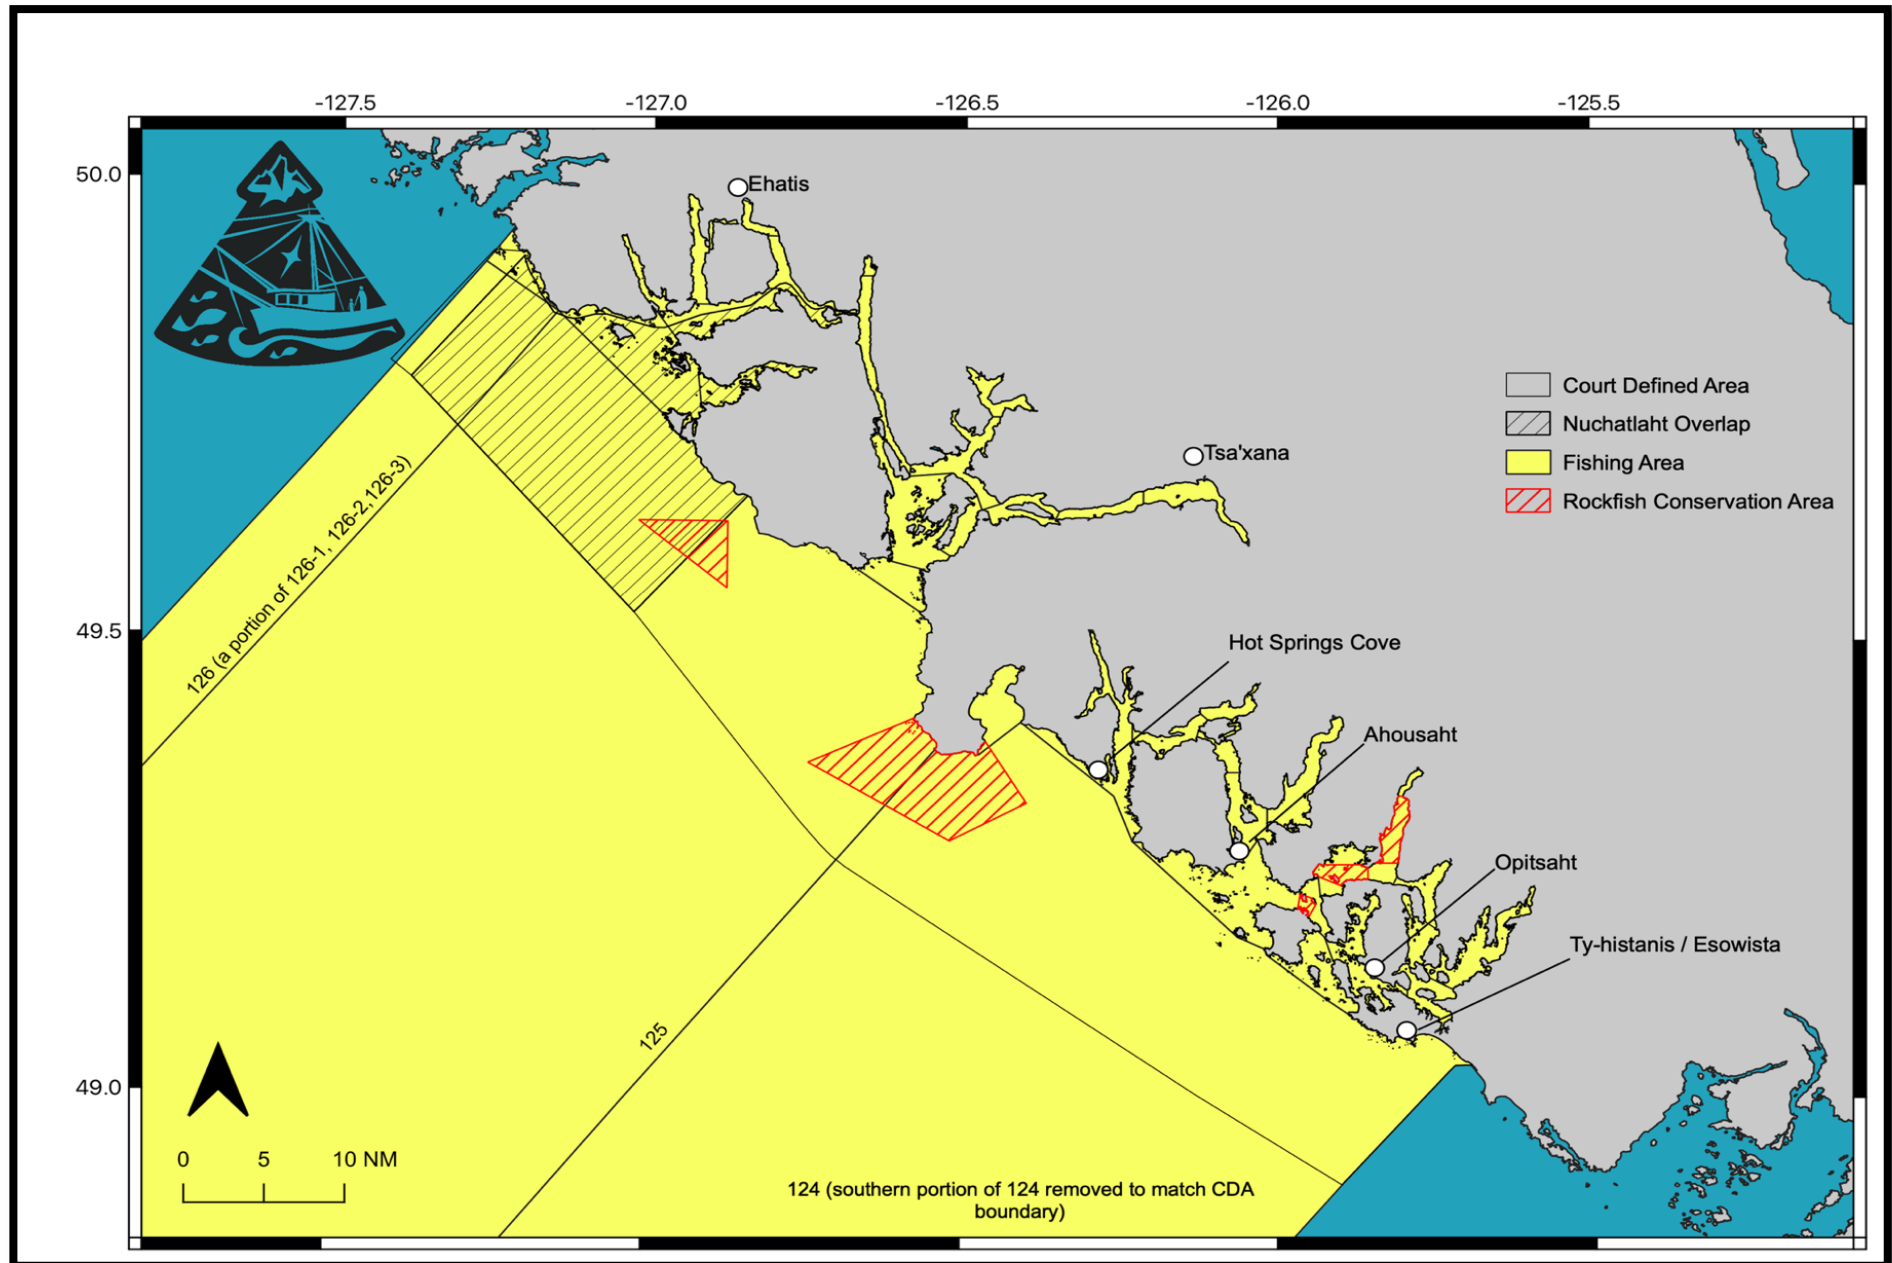 -127.5
-127.0
-126.5
-126.0
-125.5
50.0
49.5
49.0
Ehatis
Tsa'xana
Court Defined Area
Nuchatlaht Overlap
Fishing Area
Rockfish Conservation Area
126 (a portion of 126-1, 126-2,126-3)
Hot Springs Cove
Ahousaht
Opitsaht
Ty-histanis / Esowista
125
0 5 10 NM
124 (southern portion of 124 removed to match CDA
boundary)